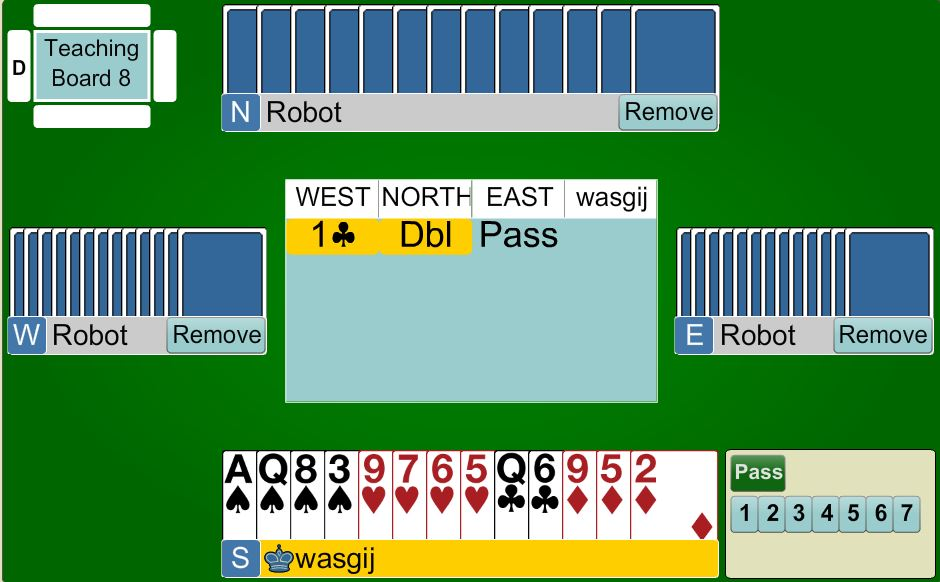 Teaching
Board 8
D
N Robot Remove
WEST NORTH EAST wasgij
1♣ Dbl Pass
W Robot Remove
E Robot Remove
A Q 8 3 9 7 6 5 Q 6 9 5 2
♠ ♠ ♠ ♠ ♥ ♥ ♥ ♥ ♣ ♣ ♦ ♦ ♦
S wasgij
Pass
1 2 3 4 5 6 7